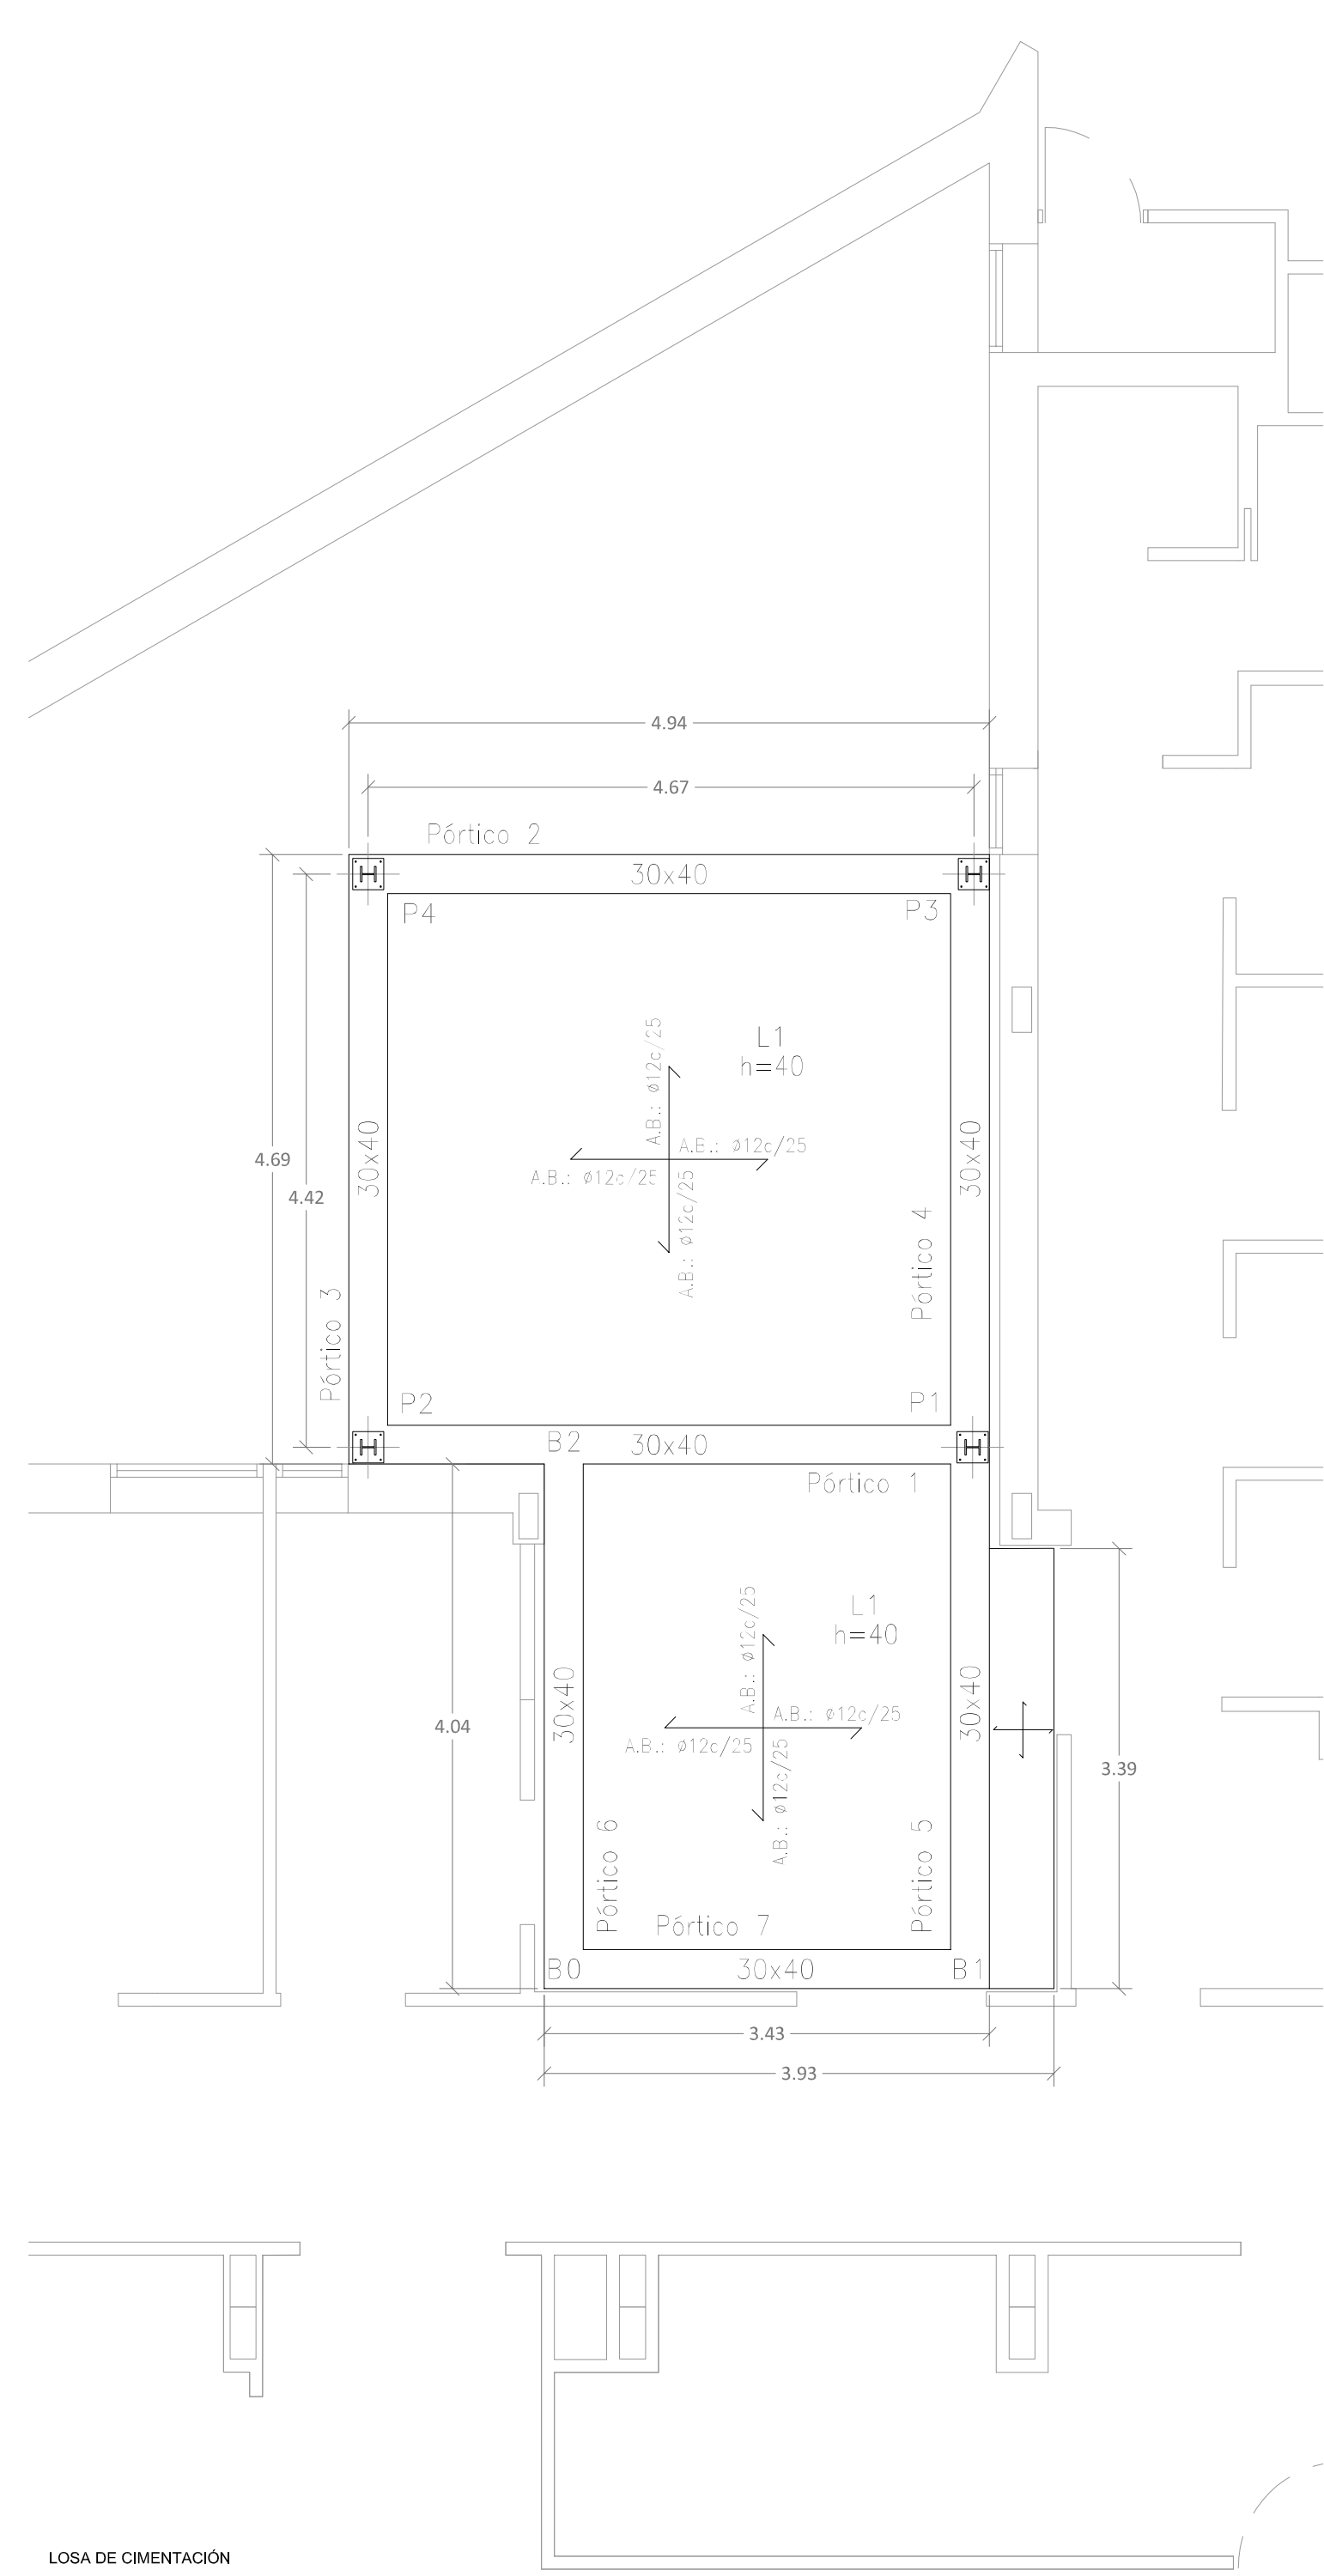 4.94
4.67
Pórtico 2
30x40
P4
P3
L1
h=40
A.B.: ø12c/25
A.B.: ø12c/25
A.B.: ø12c/25
A.B.: ø12c/25
30x40
30x40
4.69
4.42
Pórtico 4
Pórtico 3
P2
P1
B2
30x40
Pórtico 1
L1
h=40
A.B.: ø12c/25
A.B.: ø12c/25
A.B.: ø12c/25
A.B.: ø12c/25
30x40
30x40
4.04
3.39
Pórtico 6
Pórtico 5
Pórtico 7
B0
30x40
B1
3.43
3.93
LOSA DE CIMENTACIÓN